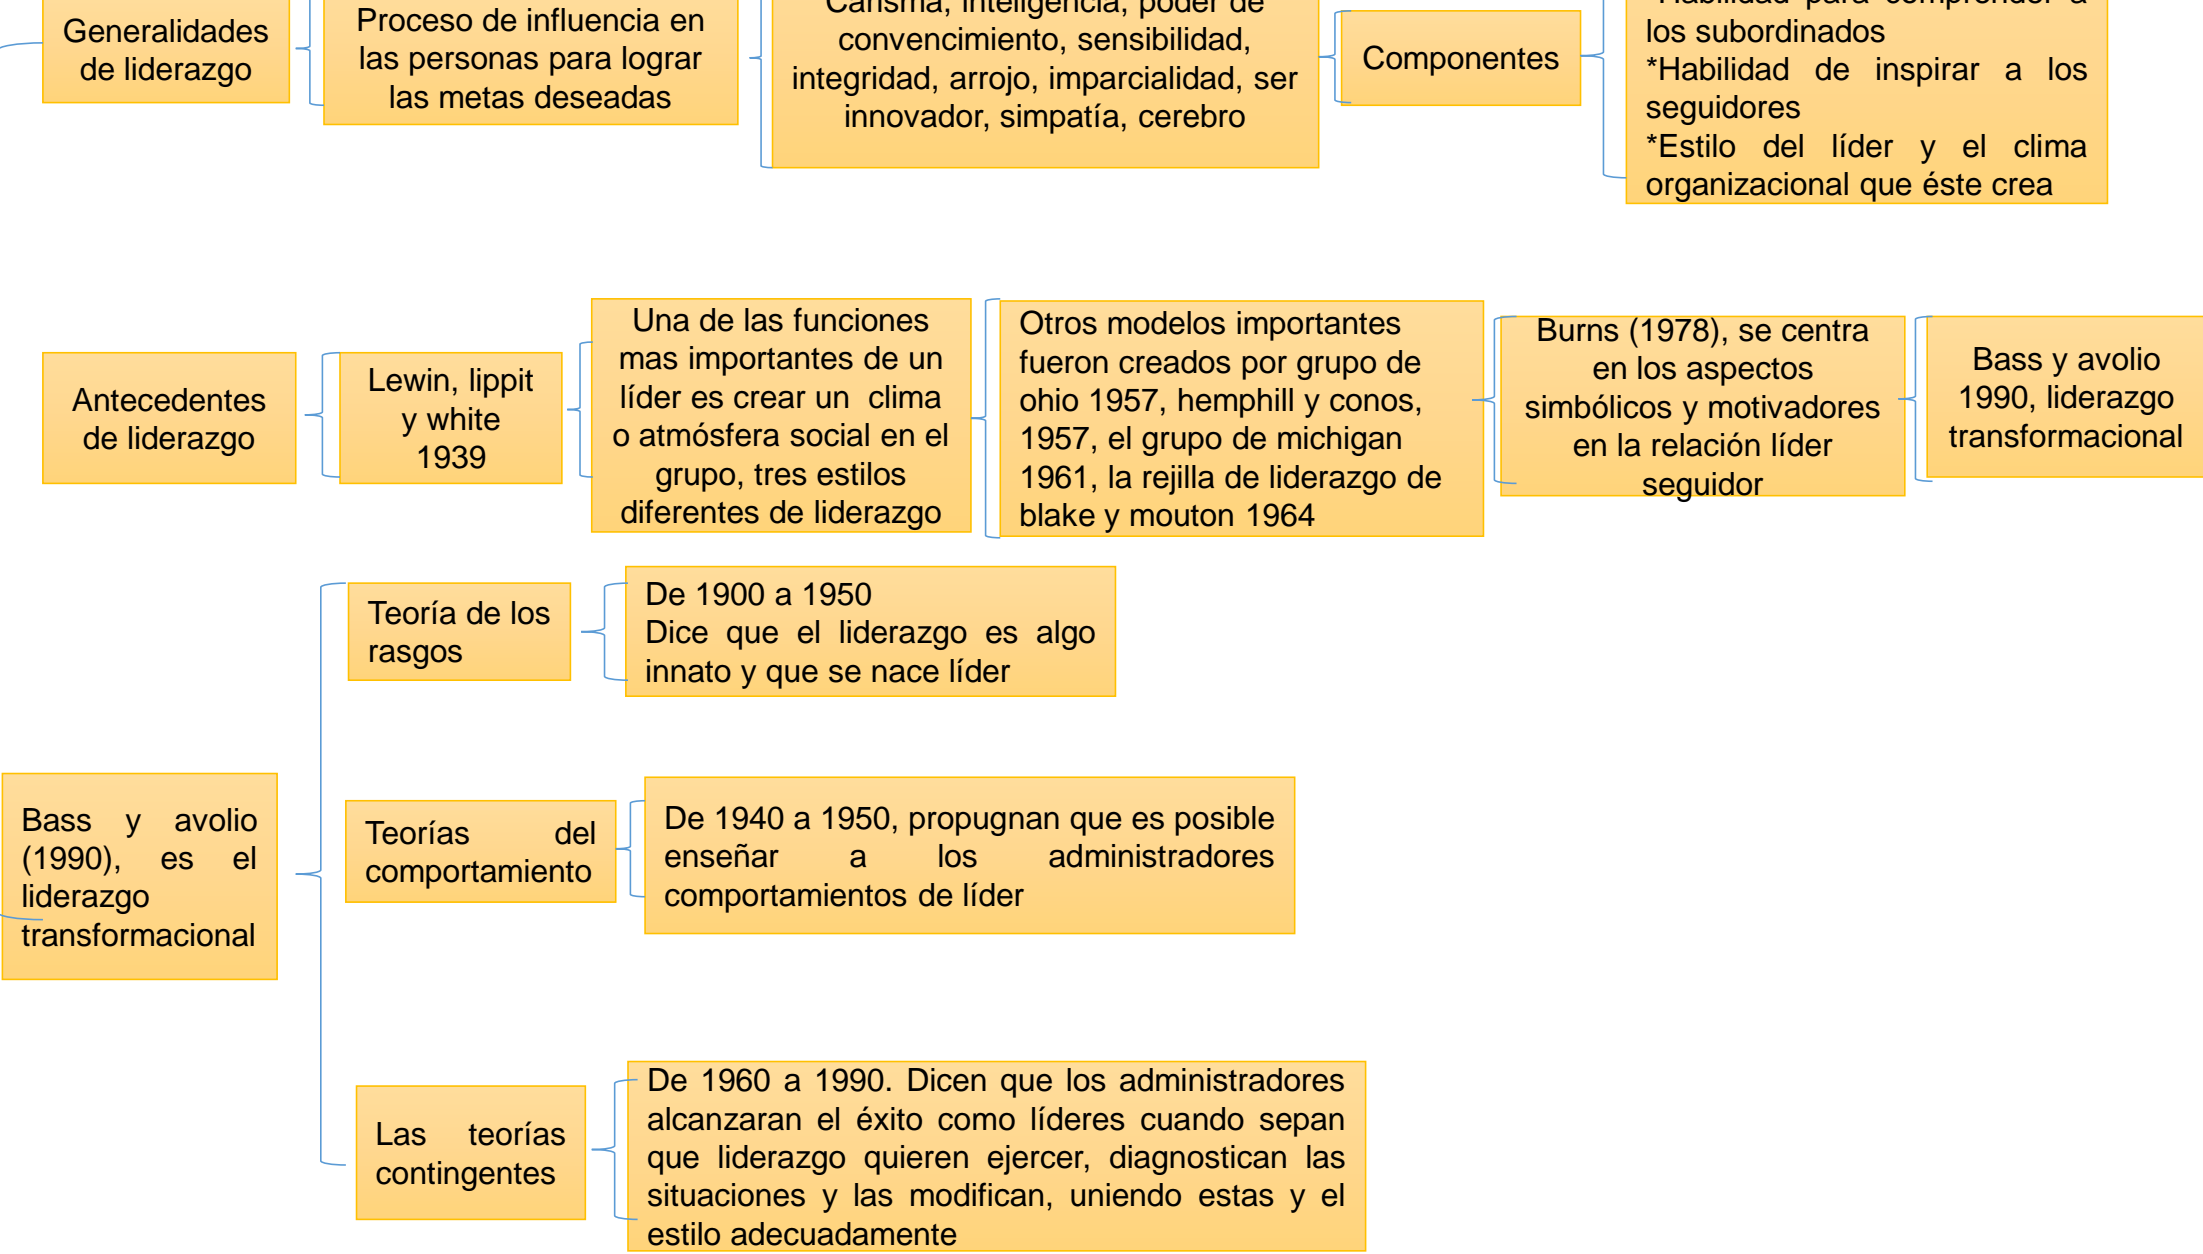 Generalidades
de liderazgo
Proceso de influencia en
las personas para lograr
las metas deseadas
Carisma, inteligencia, poder de
convencimiento, sensibilidad,
integridad, arrojo, imparcialidad, ser
innovador, simpatía, cerebro
Componentes
*Habilidad para comprender a
los subordinados
*Habilidad de inspirar a los
seguidores
*Estilo del líder y el clima
organizacional que éste crea
Antecedentes
de liderazgo
Lewin, lippit
y white
1939
Una de las funciones
mas importantes de un
líder es crear un clima
o atmósfera social en el
grupo, tres estilos
diferentes de liderazgo
Otros modelos importantes
fueron creados por grupo de
ohio 1957, hemphill y conos,
1957, el grupo de michigan
1961, la rejilla de liderazgo de
blake y mouton 1964
Burns (1978), se centra
en los aspectos
simbólicos y motivadores
en la relación líder
seguidor
Bass y avolio
1990, liderazgo
transformacional
Bass y avolio
(1990), es el
liderazgo
transformacional
Teoría de los
rasgos
De 1900 a 1950
Dice que el liderazgo es algo
innato y que se nace líder
Teorías del
comportamiento
De 1940 a 1950, propugnan que es posible
enseñar a los administradores
comportamientos de líder
Las teorías
contingentes
De 1960 a 1990. Dicen que los administradores
alcanzaran el éxito como líderes cuando sepan
que liderazgo quieren ejercer, diagnostican las
situaciones y las modifican, uniendo estas y el
estilo adecuadamente